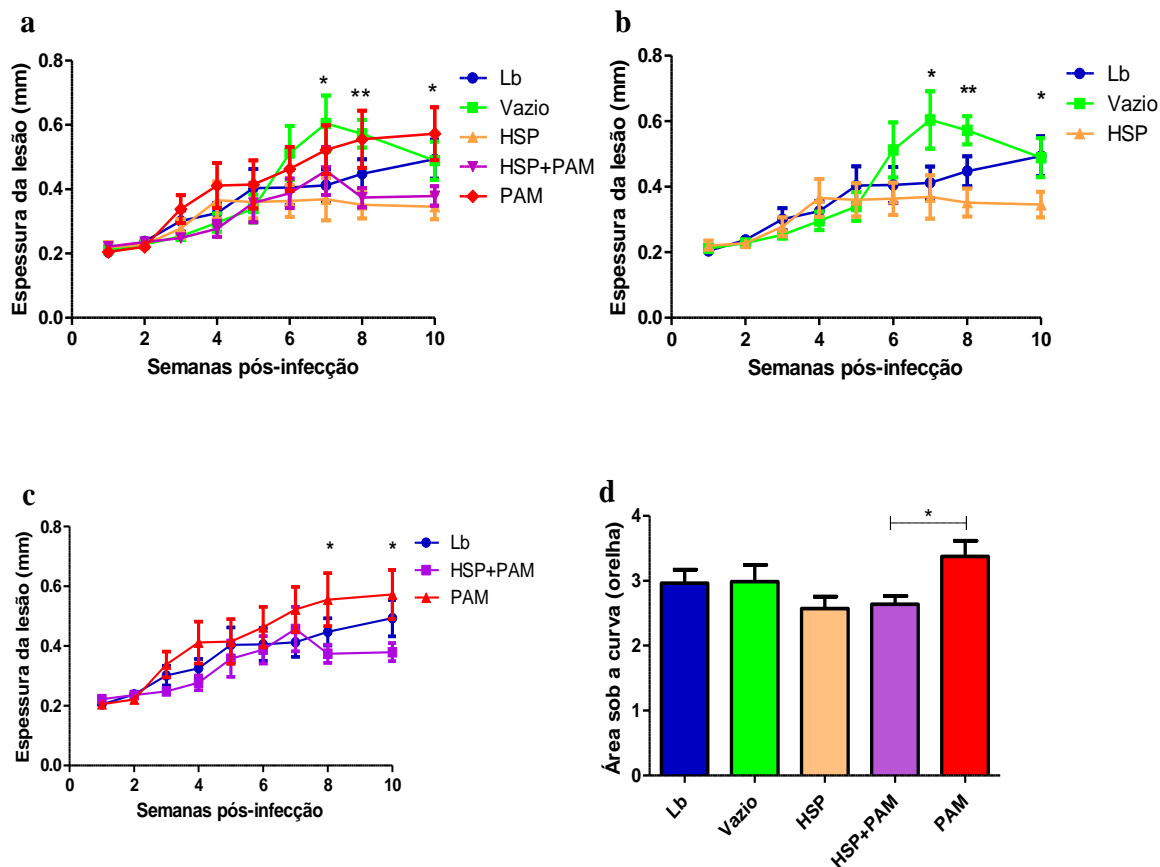 a
Espessura da lesão (mm)
0.8
0.6
0.4
0.2
0.0
0
2
4
6
8
10
Semanas pós-infecção
*
**
*
Lb
Vazio
HSP
HSP+PAM
PAM
b
Espessura da lesão (mm)
0.8
0.6
0.4
0.2
0.0
0
2
4
6
8
10
Semanas pós-infecção
*
**
*
Lb
Vazio
HSP
c
Espessura da lesão (mm)
0.8
0.6
0.4
0.2
0.0
0
2
4
6
8
10
Semanas pós-infecção
*
*
Lb
HSP+PAM
PAM
d
Área sob a curva (orelha)
4
3
2
1
0
*
Lb
Vazio
HSP
HSP+PAM
PAM